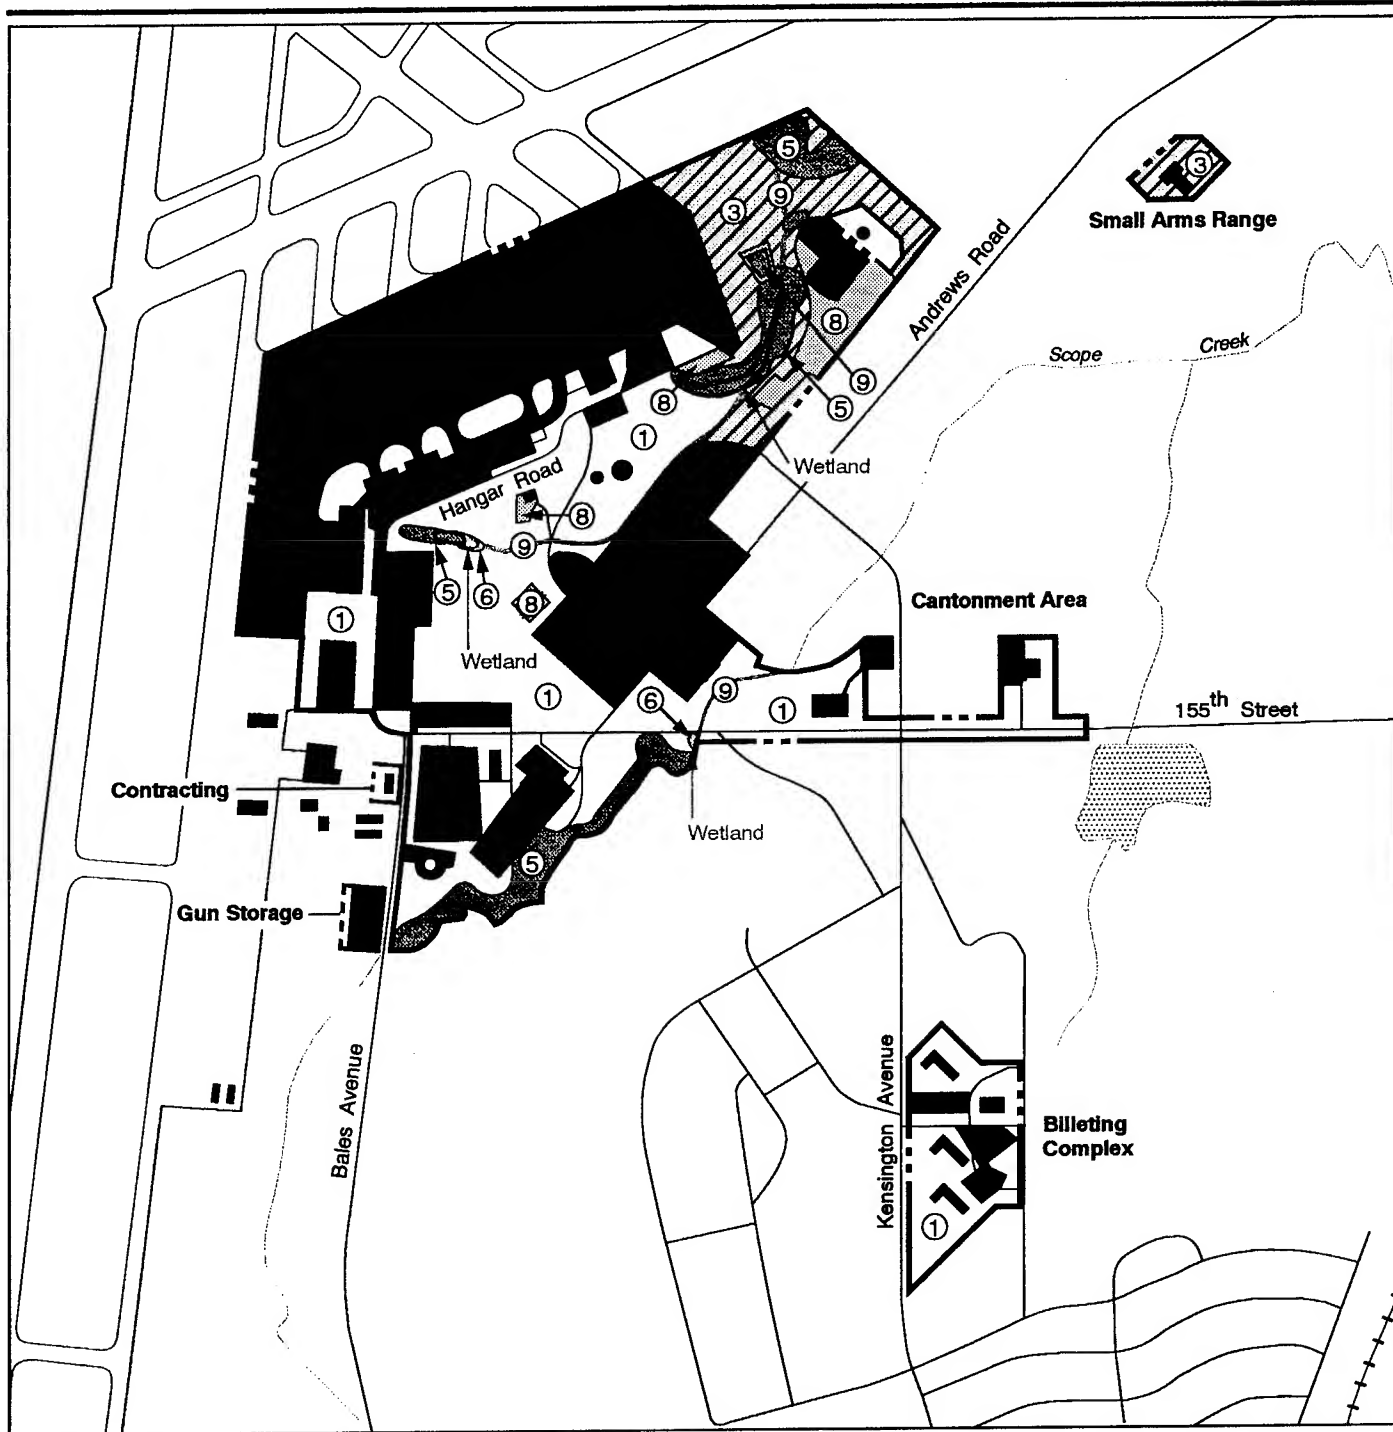 ⑤
③
Small Arms Range
⑨
③
Andrews Road
⑧
Scope Creek
⑨
⑧
⑤
①
Wetland
Hangar Road
⑧
⑨
⑤
⑥
⑧
Cantonment Area
①
Wetland
⑥
⑨
①
①
155th Street
Contracting
Wetland
⑤
Gun Storage
Bales Avenue
Kensington Avenue
Billeting
Complex
①